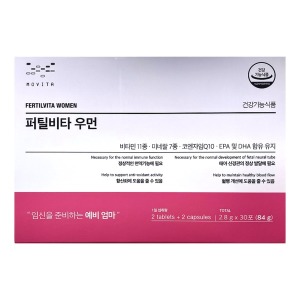 MOVITA
건강기능식품
FERTILVITA WOMEN
건강기능식품
퍼틸비타 우먼
비타민 11종 · 미네랄 7종 · 코엔자임Q10 · EPA 및 DHA 함유 유지
Necessary for the normal immune function
정상적인 면역기능에 필요
Necessary for the normal development of fetal neural tube
태아 신경관의 정상 발달에 필요
Help to support antioxidant activity
항산화에 도움을 줄 수 있음
Help to maintain healthy blood flow
혈행 개선에 도움을 줄 수 있음
"임신을 준비하는 예비 엄마"
2 tablets + 2 capsules
TOTAL
2.8 g x 30포 (84 g)